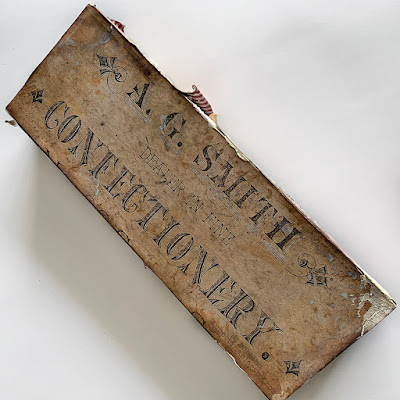 A. G. SMITH
DEALER IN FINE
CONFECTIONERY.